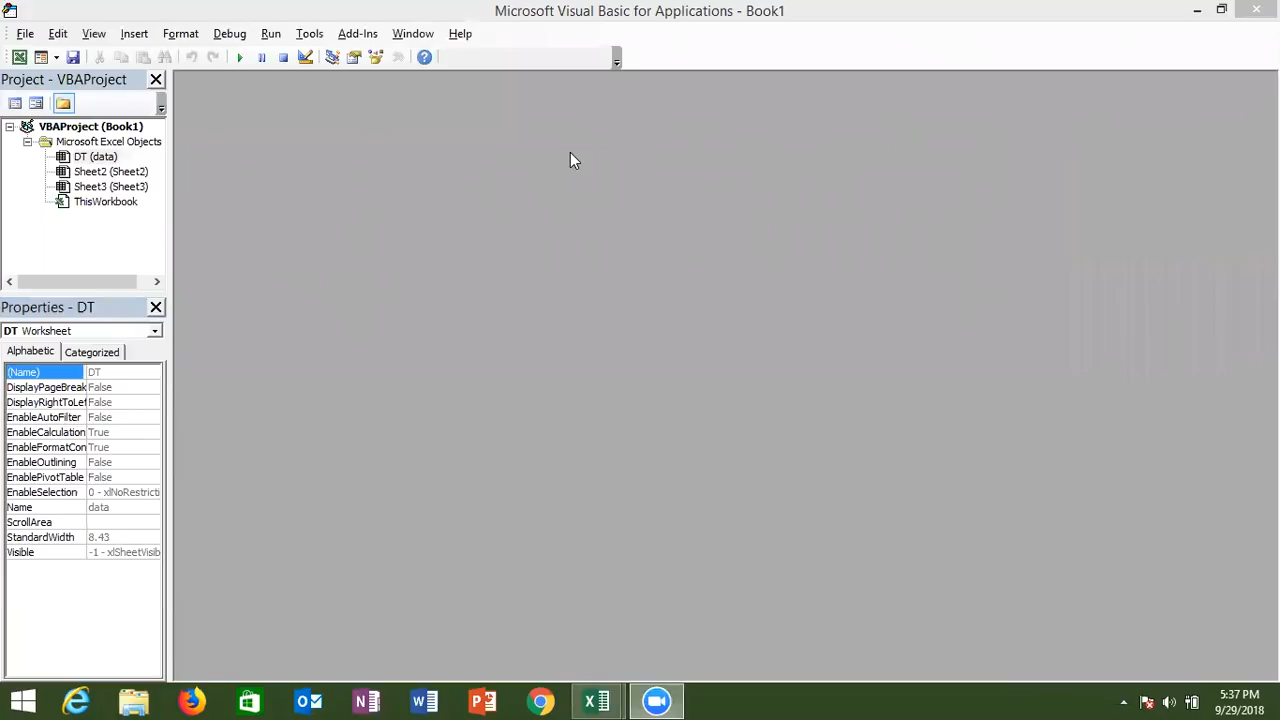 Microsoft Visual Basic for Applications - Book1
File Edit View Insert Format Debug Run Tools Add-Ins Window Help
Project - VBAProject
VBAProject (Book1)
Microsoft Excel Objects
DT (data)
Sheet2 (Sheet2)
Sheet3 (Sheet3)
ThisWorkbook
Properties - DT
DT Worksheet
Alphabetic Categorized
(Name) DT
DisplayPageBreak False
DisplayRightToLef False
EnableAutoFilter False
EnableCalculation True
EnableFormatCon True
EnableOutlining False
EnablePivotTable False
EnableSelection 0 - xlNoRestricti
Name data
ScrollArea
StandardWidth 8.43
Visible -1 - xlSheetVisib
5:37 PM
9/29/2018